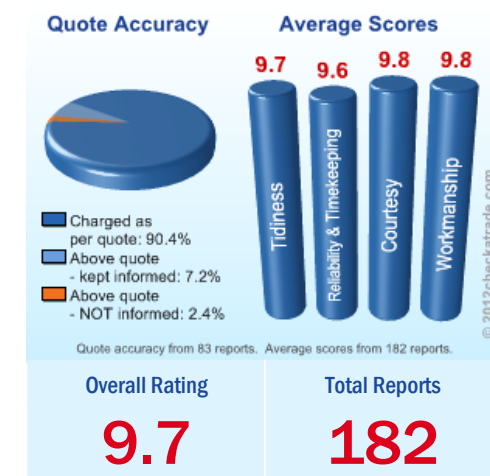 Quote Accuracy
Average Scores
9.7
9.6
9.8
9.8
Tidiness
Reliability & Timekeeping
Courtesy
Workmanship
Charged as
per quote: 90.4%
Above quote
- kept informed: 7.2%
Above quote
- NOT informed: 2.4%
© 2012checkatrade.com
Quote accuracy from 83 reports. Average scores from 182 reports.
Overall Rating
Total Reports
9.7
182